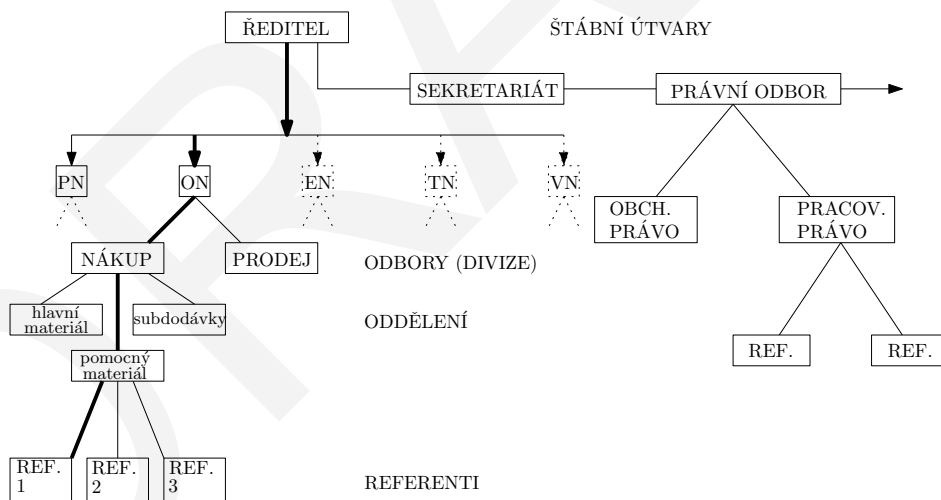 ŘEDITEL
ŠTÁBNÍ ÚTVARY
SEKRETARIÁT
PRÁVNÍ ODBOR
PN
ON
EN
TN
VN
OBCH.
PRÁVO
PRACOV.
PRÁVO
NÁKUP
PRODEJ
ODBORY (DIVIZE)
hlavní
materiál
subdodávky
ODDĚLENÍ
REF.
REF.
pomocný
materiál
REF.
1
REF.
2
REF.
3
REFERENTI